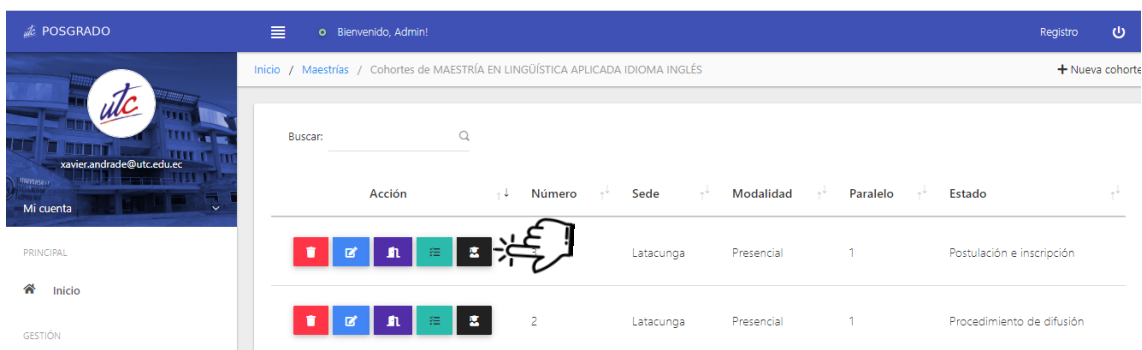 utc POSGRADO
Bienvenido, Admin!
Registro
Inicio / Maestrías / Cohortes de MAESTRÍA EN LINGÜÍSTICA APLICADA IDIOMA INGLÉS
+ Nueva cohorte
utc
xavier.andrade@utc.edu.ec
Mi cuenta
PRINCIPAL
Inicio
GESTIÓN
Buscar:
Acción Número Sede Modalidad Paralelo Estado
Latacunga Presencial 1 Postulación e inscripción
2 Latacunga Presencial 1 Procedimiento de difusión